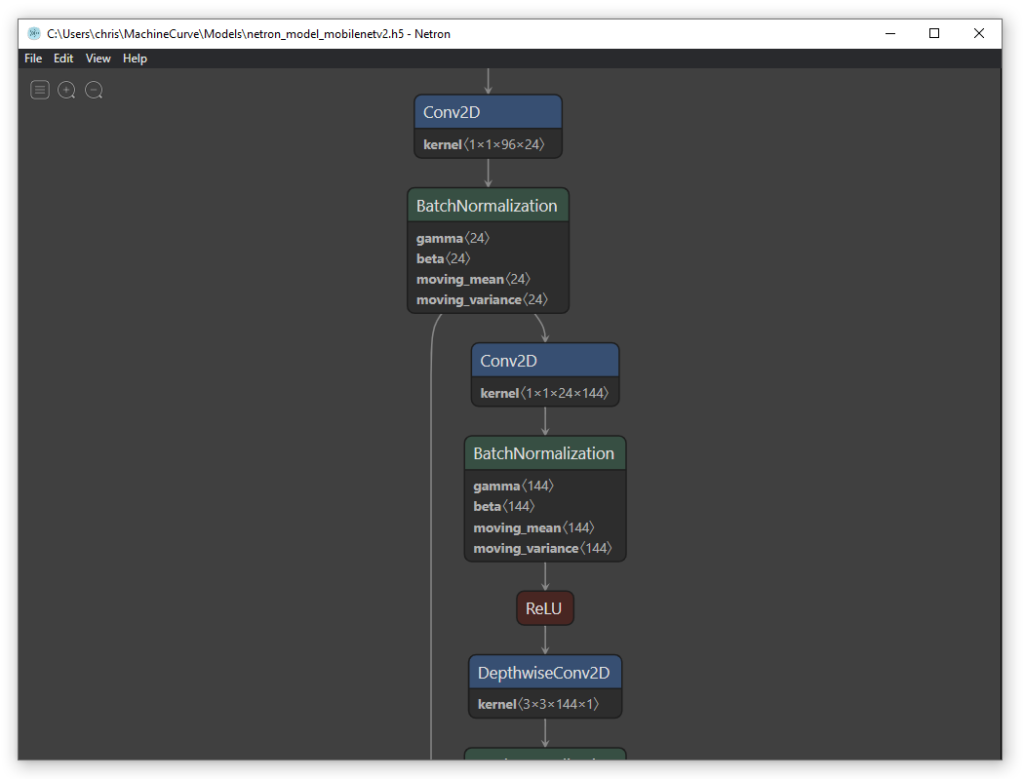 C:\Users\chris\MachineCurve\Models\netron_model_mobilenetv2.h5 - Netron
File Edit View Help
Conv2D
kernel⟨1×1×96×24⟩
BatchNormalization
gamma⟨24⟩
beta⟨24⟩
moving_mean⟨24⟩
moving_variance⟨24⟩
Conv2D
kernel⟨1×1×24×144⟩
BatchNormalization
gamma⟨144⟩
beta⟨144⟩
moving_mean⟨144⟩
moving_variance⟨144⟩
ReLU
DepthwiseConv2D
kernel⟨3×3×144×1⟩